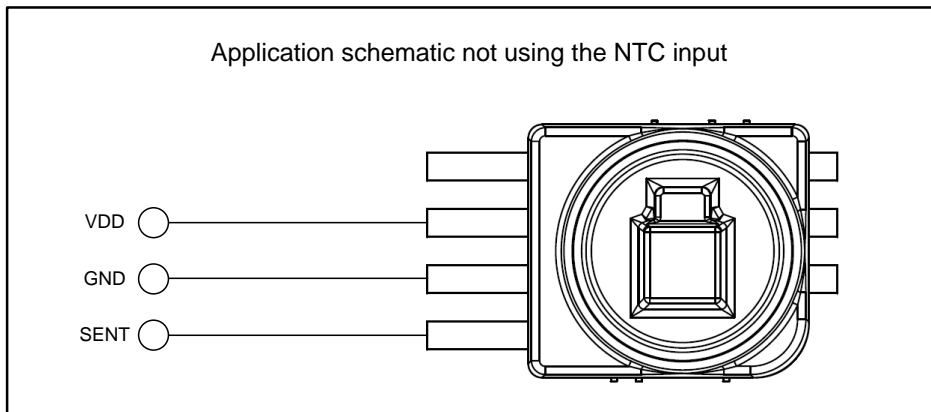 Application schematic not using the NTC input
VDD
GND
SENT